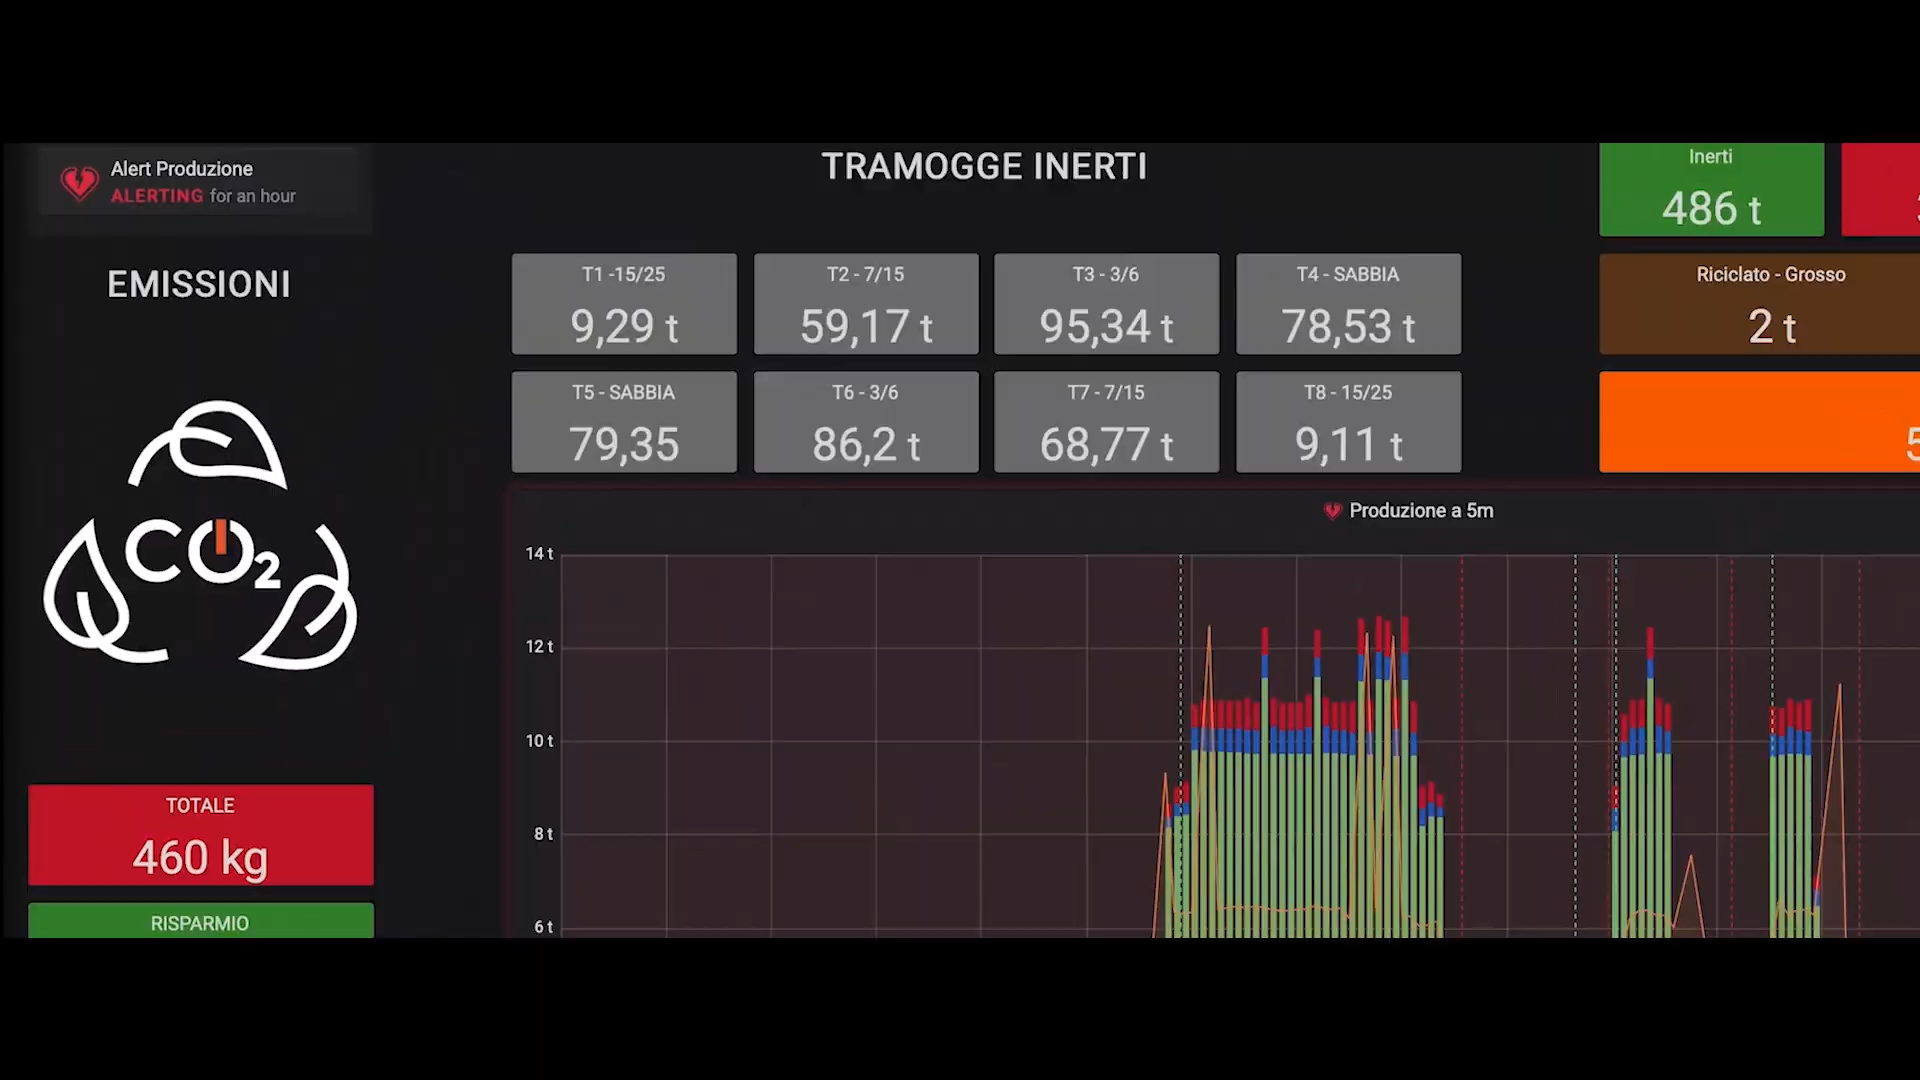 Alert Produzione
ALERTING for an hour
EMISSIONI
CO2
TOTALE
460 kg
RISPARMIO
TRAMOGGE INERTI
T1 -15/25
9,29 t
T2 - 7/15
59,17 t
T3 - 3/6
95,34 t
T4 - SABBIA
78,53 t
T5 - SABBIA
79,35
T6 - 3/6
86,2 t
T7 - 7/15
68,77 t
T8 - 15/25
9,11 t
Inerti
486 t
Riciclato - Grosso
2 t
Produzione a 5m
14 t
12 t
10 t
8 t
6 t